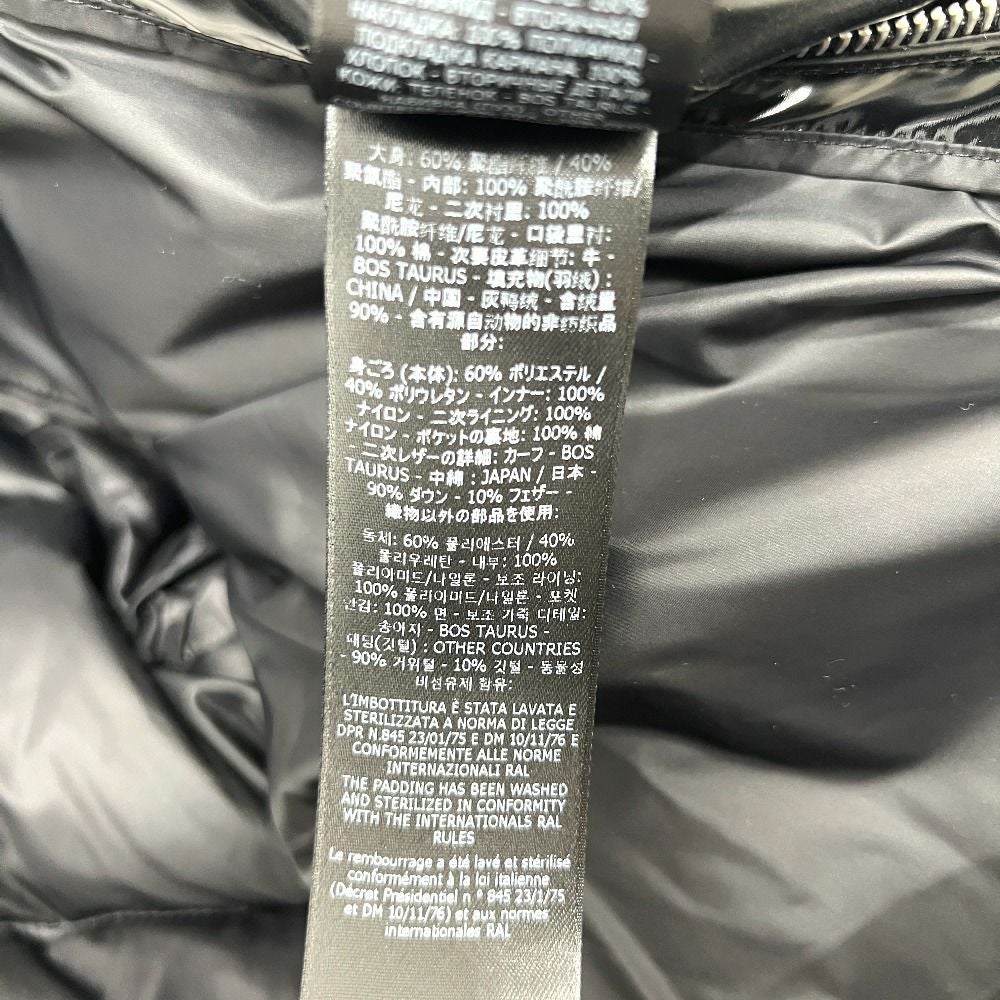 НАКЛАДКА 100% ПОЛИАМИД -
ПОДКЛАДКА КАРМАНА 100%
ХЛОПОК - ВТОРИЧНЫЕ ДЕТАЛИ
КОЖИ ТЕЛЕНОК - BOS TAURUS
大身: 60% 聚酯纤维 / 40%
聚氨酯 - 内部: 100% 聚酰胺纤维/
尼龙 - 二次衬里: 100%
聚酰胺纤维/尼龙 - 口袋里衬:
100% 棉 - 次要皮革细节: 牛 -
BOS TAURUS - 填充物(羽绒) :
CHINA / 中国 - 灰鸭绒 - 含绒量
90% - 含有源自动物的非纺织品
部分:
身ごろ (本体): 60% ポリエステル /
40% ポリウレタン - インナー: 100%
ナイロン - 二次ライニング: 100%
ナイロン - ポケットの裏地: 100% 綿
二次レザーの詳細: カーフ - BOS
TAURUS - 中綿 : JAPAN / 日本 -
90% ダウン - 10% フェザー -
織物以外の部品を使用:
동체: 60% 폴리에스터 / 40%
폴리우레탄 - 내부: 100%
폴리아미드/나일론 - 보조 라이닝:
100% 폴리아미드/나일론 - 포켓
안감: 100% 면 - 보조 가죽 디테일:
송아지 - BOS TAURUS -
패딩(깃털) : OTHER COUNTRIES
- 90% 거위털 - 10% 깃털 - 동물성
비섬유제 함유:
L'IMBOTTITURA È STATA LAVATA E
STERILIZZATA A NORMA DI LEGGE
DPR N.845 23/01/75 E DM 10/11/76 E
CONFORMEMENTE ALLE NORME
INTERNAZIONALI RAL
THE PADDING HAS BEEN WASHED
AND STERILIZED IN CONFORMITY
WITH THE INTERNATIONALS RAL
RULES
Le rembourrage a été lavé et stérilisé
conformément à la loi italienne
(Décret Présidentiel n ° 845 23/1/75
et DM 10/11/76) et aux normes
internationales RAL